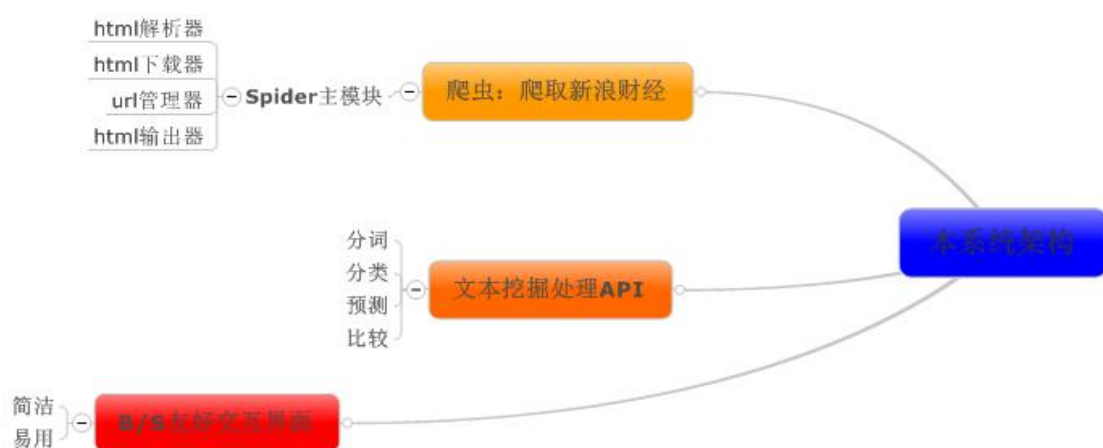 html解析器
html下载器
url管理器
html输出器
Spider主模块
爬虫：爬取新浪财经
本系统架构
分词
分类
预测
比较
文本挖掘处理API
简洁
易用
B/S友好交互界面